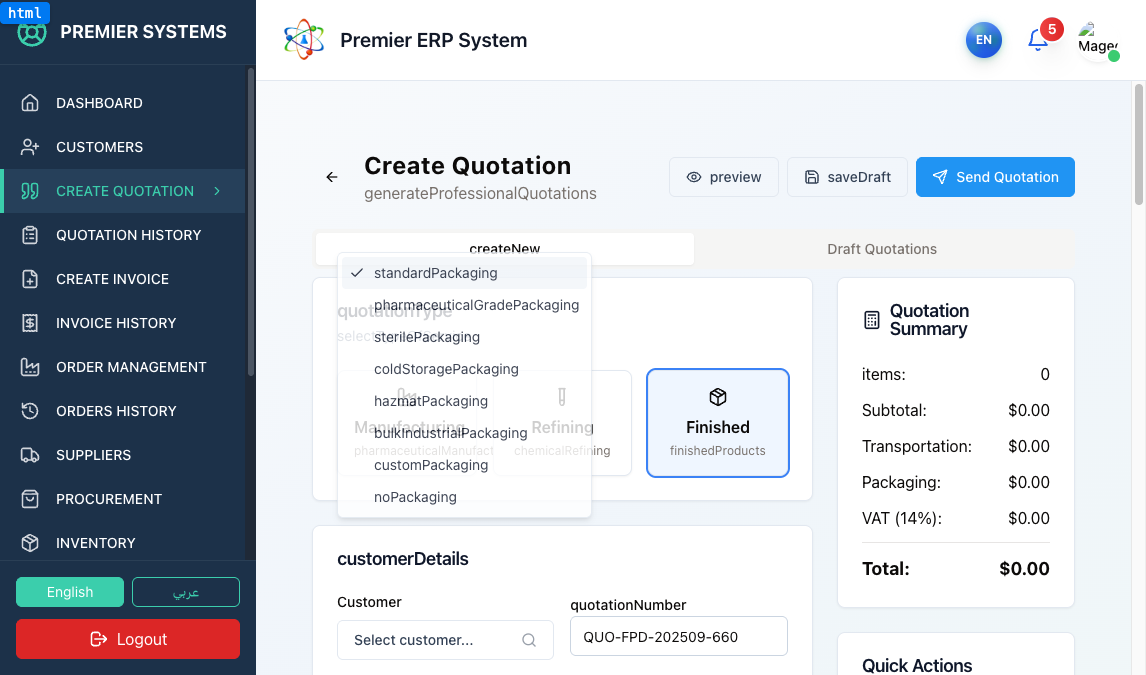 html
PREMIER SYSTEMS
DASHBOARD
CUSTOMERS
CREATE QUOTATION
QUOTATION HISTORY
CREATE INVOICE
INVOICE HISTORY
ORDER MANAGEMENT
ORDERS HISTORY
SUPPLIERS
PROCUREMENT
INVENTORY
English
عربي
Logout
Premier ERP System
EN
5
Create Quotation
generateProfessionalQuotations
preview
saveDraft
Send Quotation
createNew
Draft Quotations
standardPackaging
pharmaceuticalGradePackaging
sterilePackaging
coldStoragePackaging
hazmatPackaging
bulkIndustrialPackaging
customPackaging
noPackaging
quotationType
Manufacturing
Refining
chemicalRefining
Finished
finishedProducts
customerDetails
Customer
Select customer...
quotationNumber
QUO-FPD-202509-660
Quotation
Summary
items: 0
Subtotal: $0.00
Transportation: $0.00
Packaging: $0.00
VAT (14%): $0.00
Total: $0.00
Quick Actions